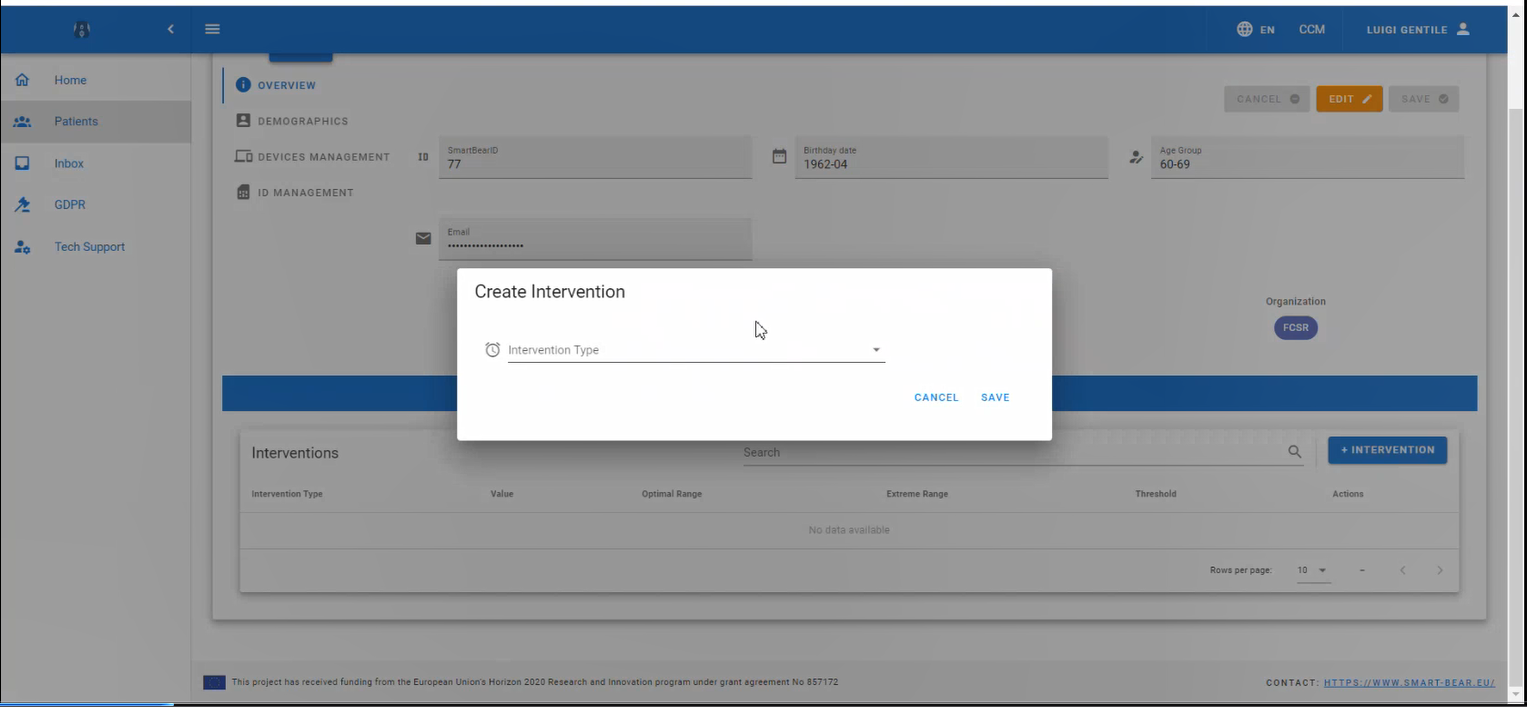 EN CCM LUIGI GENTILE
Home
Patients
Inbox
GDPR
Tech Support
OVERVIEW
DEMOGRAPHICS
DEVICES MANAGEMENT
ID MANAGEMENT
CANCEL EDIT SAVE
ID SmartBearID
77
Birthday date
1962-04
Age Group
60-69
Email
•••••••••••••••••••
Organization
FCSR
Create Intervention
Intervention Type
CANCEL SAVE
Interventions Search + INTERVENTION
Intervention Type Value Optimal Range Extreme Range Threshold Actions
No data available
Rows per page: 10 –
This project has received funding from the European Union's Horizon 2020 Research and Innovation program under grant agreement No 857172
CONTACT: HTTPS://WWW.SMART-BEAR.EU/